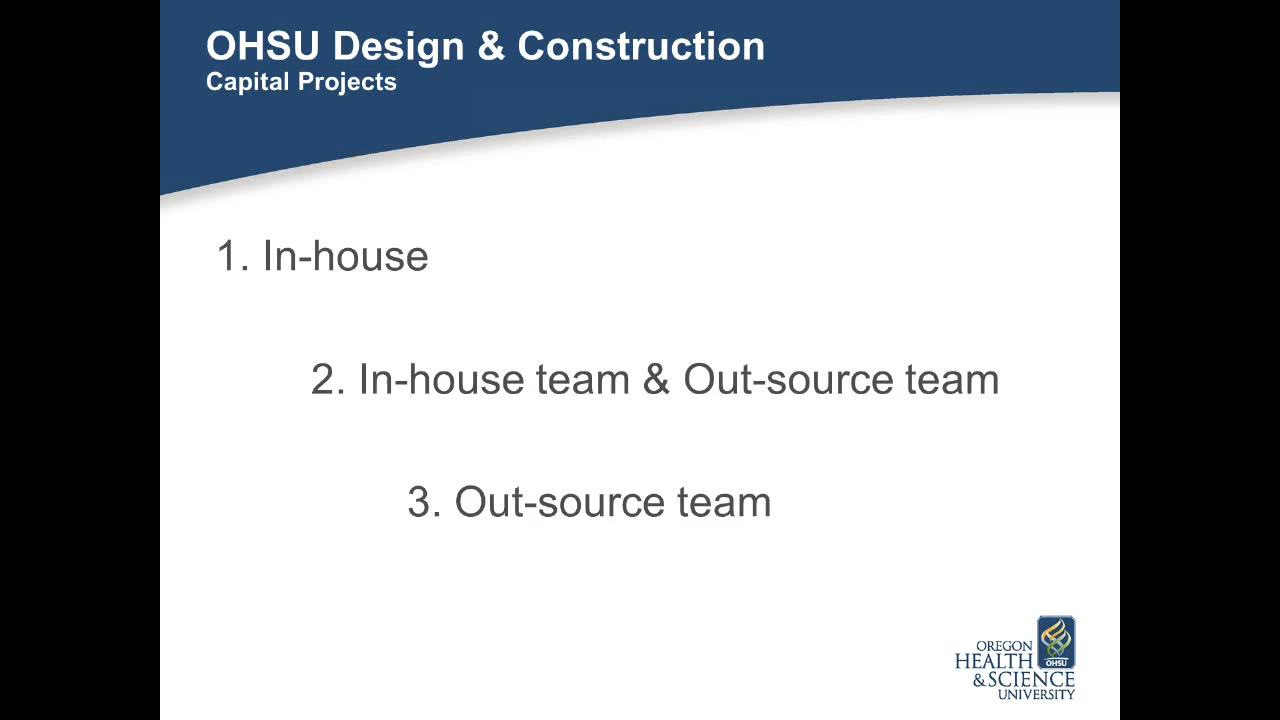 OHSU Design & Construction
Capital Projects
1. In-house
2. In-house team & Out-source team
3. Out-source team
OREGON
HEALTH
& SCIENCE
UNIVERSITY
OHSU